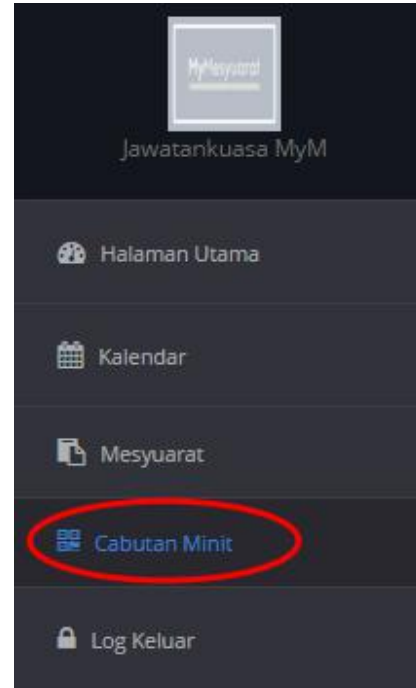 MyMesyuarat
Jawatankuasa MyM
Halaman Utama
Kalendar
Mesyuarat
Cabutan Minit
Log Keluar